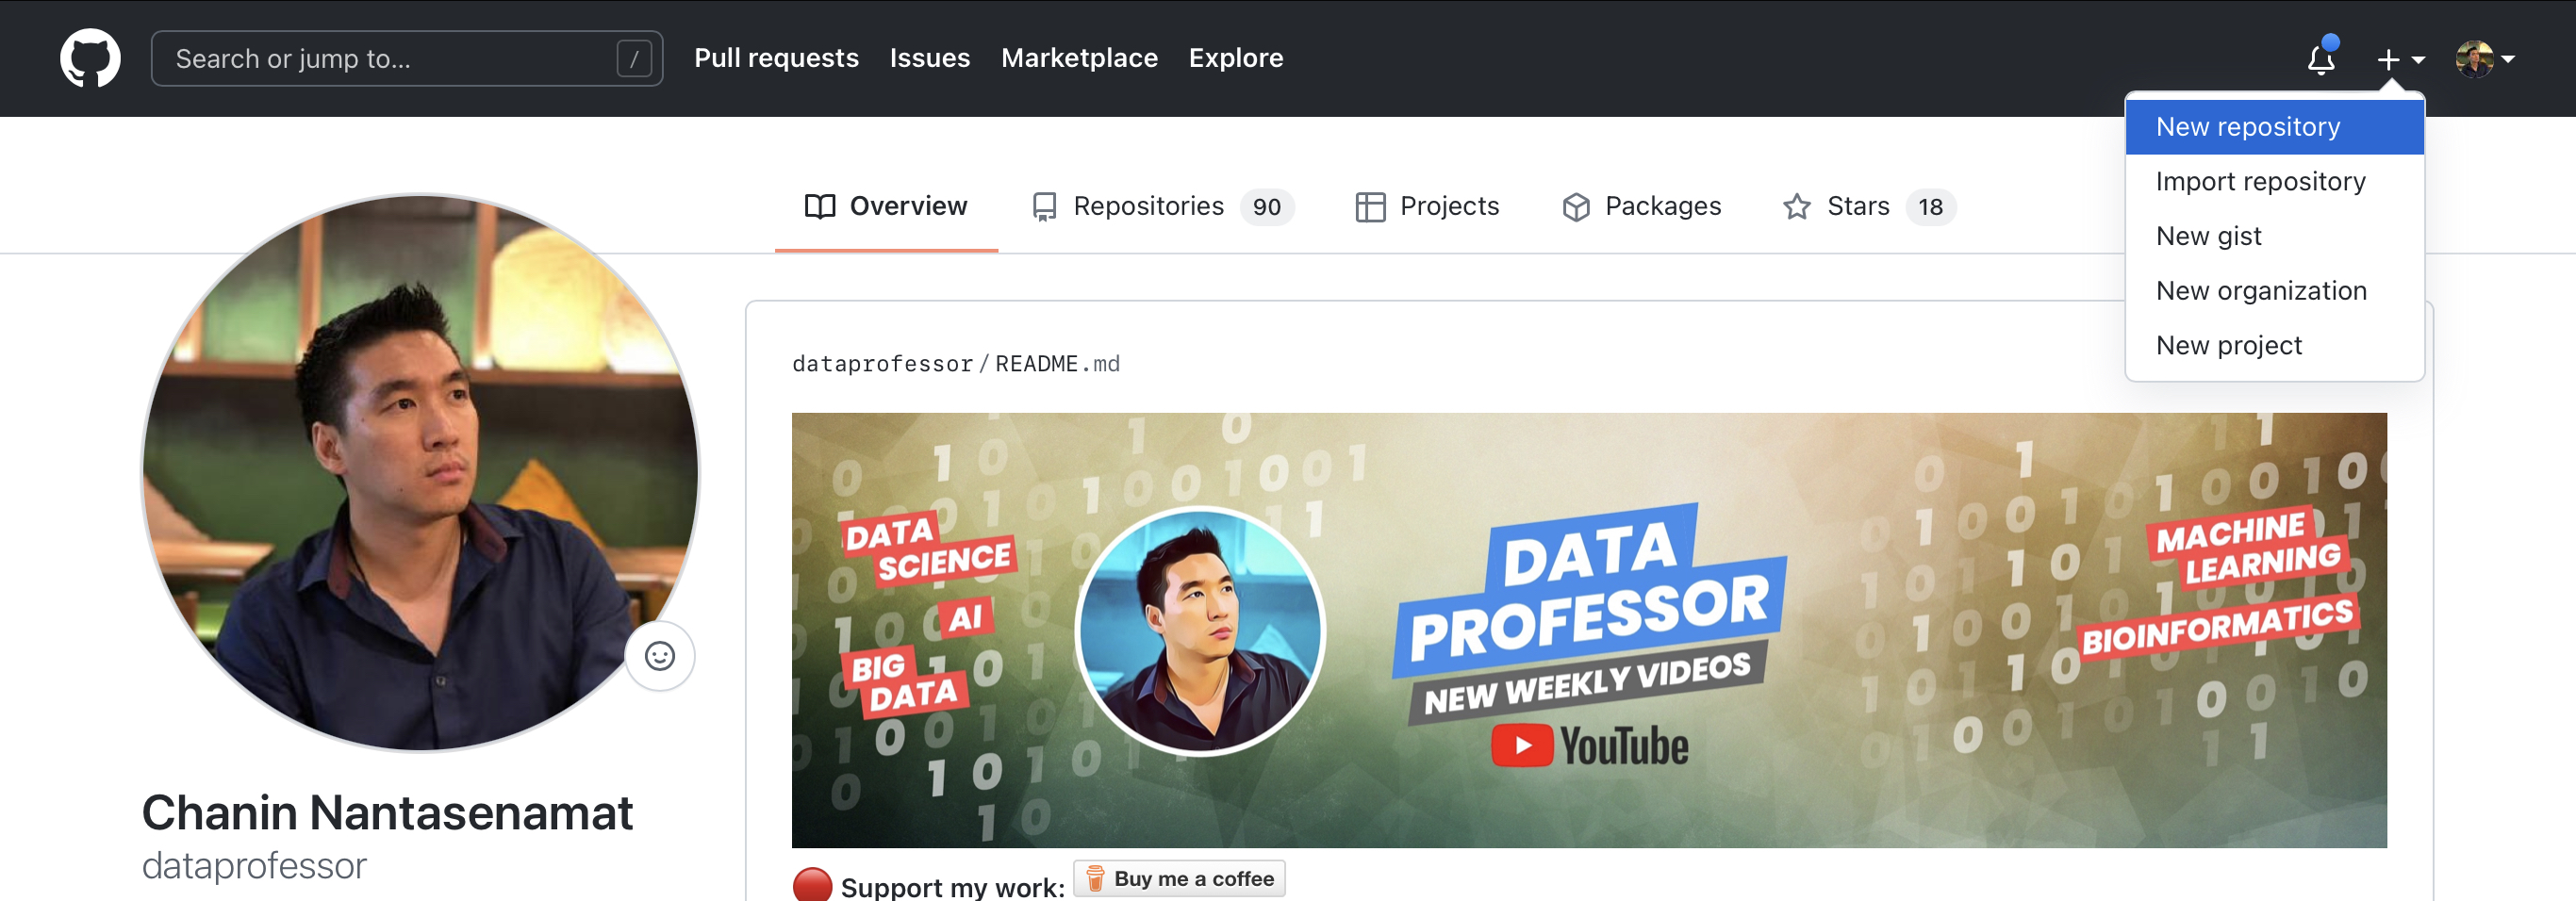 Search or jump to...
/
Pull requests
Issues
Marketplace
Explore
New repository
Import repository
New gist
New organization
New project
Overview
Repositories 90
Projects
Packages
Stars 18
dataprofessor/README.md
DATA
SCIENCE
AI
BIG
DATA
DATA
PROFESSOR
NEW WEEKLY VIDEOS
YouTube
MACHINE
LEARNING
BIOINFORMATICS
Chanin Nantasenamat
dataprofessor
Support my work:
Buy me a coffee